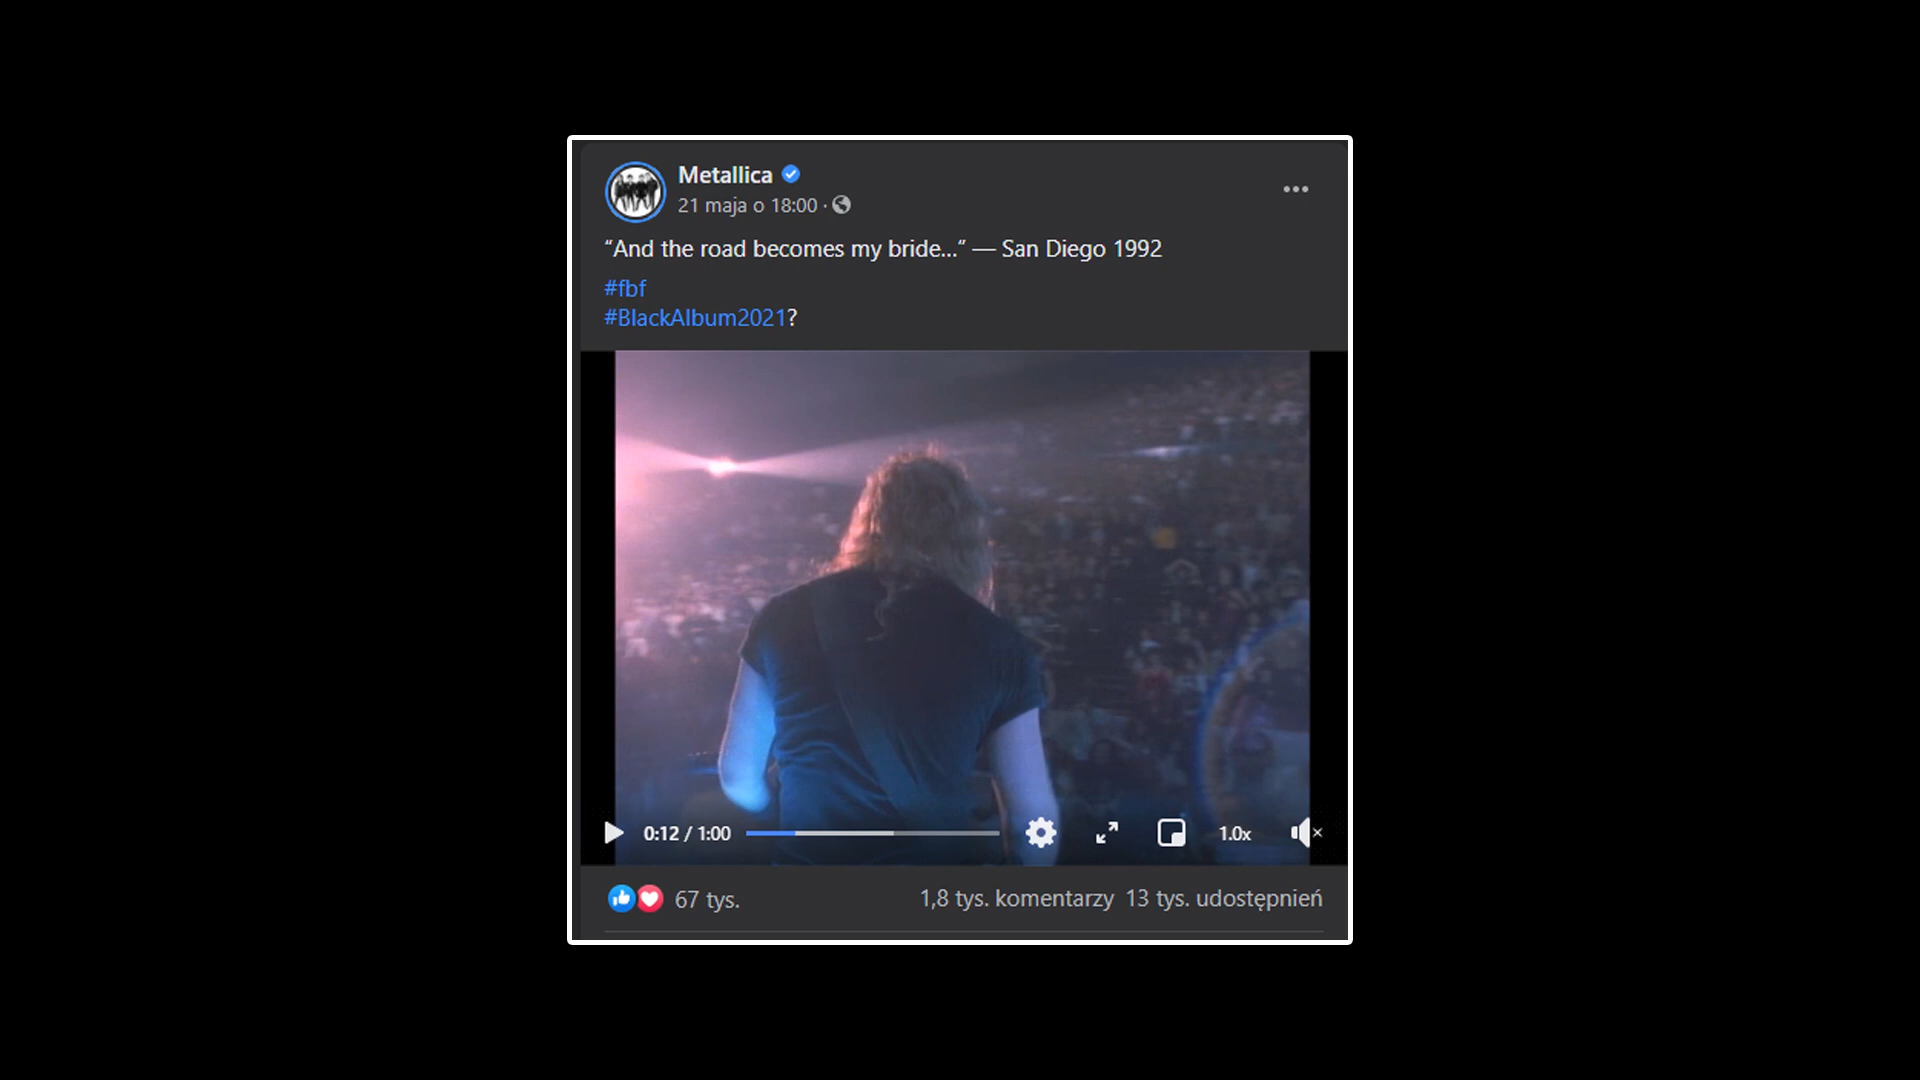 Metallica
21 maja o 18:00 ·
“And the road becomes my bride...“ — San Diego 1992
#fbf
#BlackAlbum2021?
0:12 / 1:00
1.0x
67 tys.
1,8 tys. komentarzy 13 tys. udostępnień